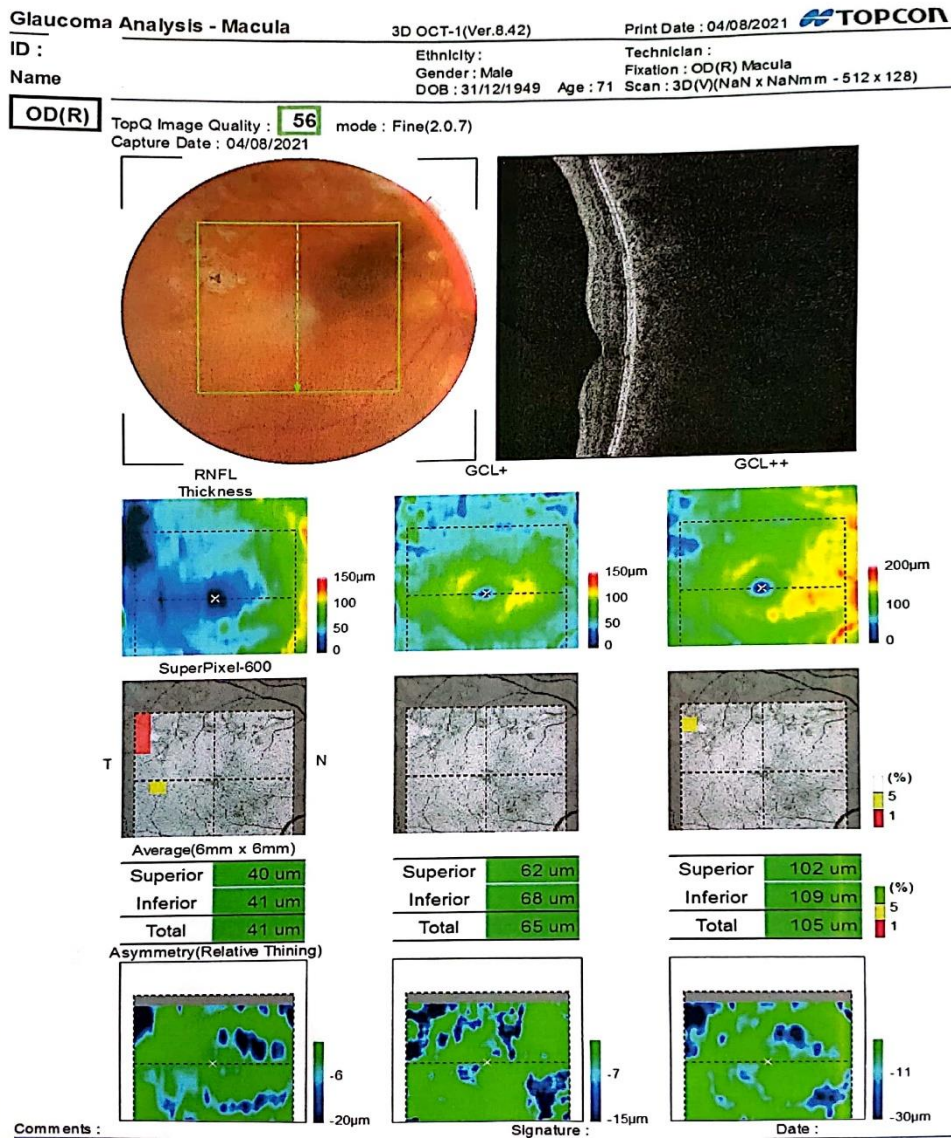 Glaucoma Analysis - Macula 3D OCT-1(Ver.8.42) Print Date : 04/08/2021 TOPCON
ID : Ethnicity : Technician :
Name Gender : Male Fixation : OD(R) Macula
DOB : 31/12/1949 Age : 71 Scan : 3D(V)(NaN x NaNmm - 512 x 128)
OD(R) TopQ Image Quality : 56 mode : Fine(2.0.7)
Capture Date : 04/08/2021
RNFL GCL+ GCL++
Thickness
150μm 150μm 200μm
100 100 100
50 50
0 0 0
SuperPixel-600
T N
(%)
5
1
Average(6mm x 6mm)
Superior 40 um Superior 62 um Superior 102 um (%)
Inferior 41 um Inferior 68 um Inferior 109 um 5
Total 41 um Total 65 um Total 105 um 1
Asymmetry(Relative Thining)
-6 -7 -11
-20μm -15μm -30μm
Comments : Signature : Date :